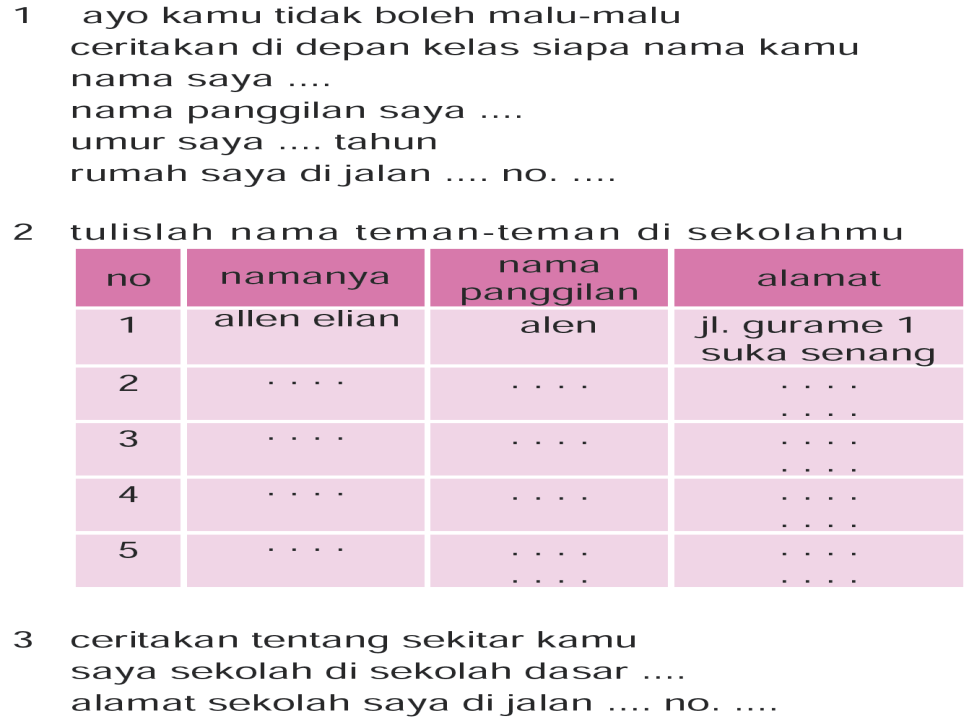 1 ayo kamu tidak boleh malu-malu
ceritakan di depan kelas siapa nama kamu
nama saya ....
nama panggilan saya ....
umur saya .... tahun
rumah saya di jalan .... no. ....
2 tulislah nama teman-teman di sekolahmu
no namanya nama panggilan alamat
1 allen elian alen jl. gurame 1
suka senang
2 .... .... ....
....
3 .... .... ....
....
4 .... .... ....
....
5 .... .... ....
.... ....
3 ceritakan tentang sekitar kamu
saya sekolah di sekolah dasar ....
alamat sekolah saya di jalan .... no. ....